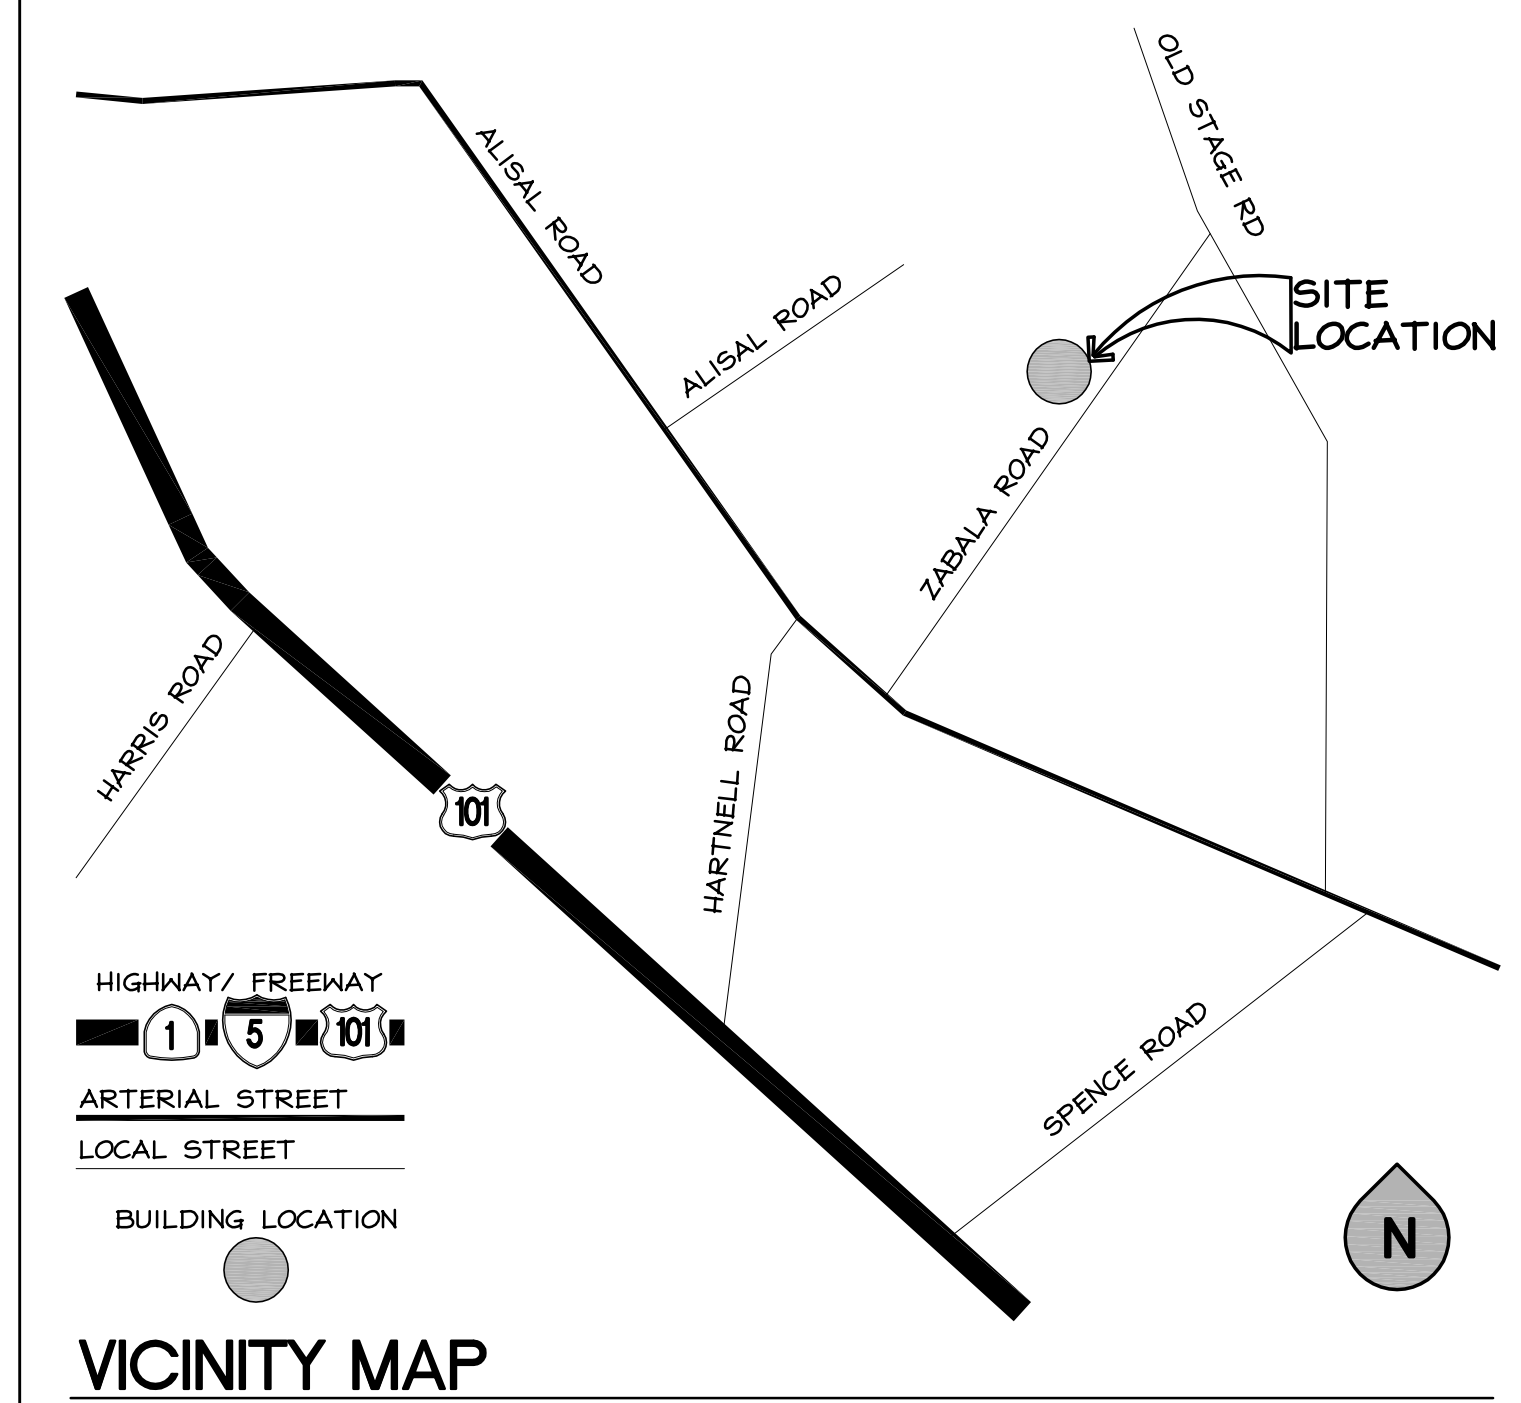 OLD STAGE RD
ALISAL ROAD
ALISAL ROAD
SITE
LOCATION
ZABALA ROAD
HARRIS ROAD
HARTNELL ROAD
101
SPENCE ROAD
HIGHWAY/ FREEWAY
1 5 101
ARTERIAL STREET
LOCAL STREET
BUILDING LOCATION
N
VICINITY MAP